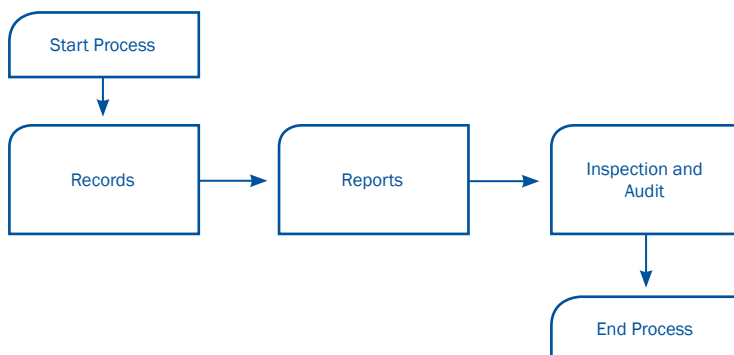 Start Process
Records
Reports
Inspection and
Audit
End Process